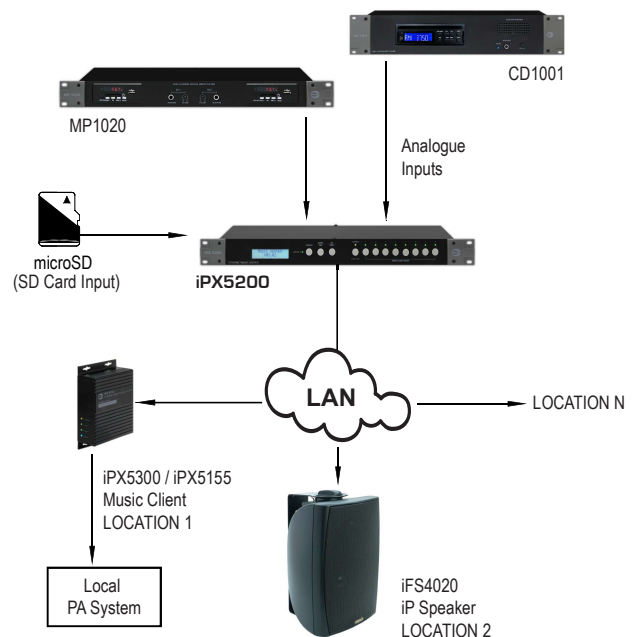 CD1001
MP1020
Analogue
Inputs
microSD
(SD Card Input)
iPX5200
LAN
LOCATION N
iPX5300 / iPX5155
Music Client
LOCATION 1
Local
PA System
iFS4020
iP Speaker
LOCATION 2